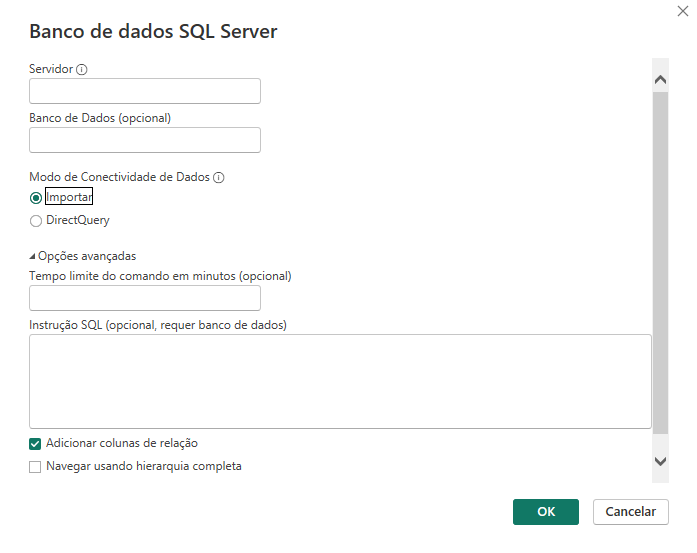 Banco de dados SQL Server
Servidor
Banco de Dados (opcional)
Modo de Conectividade de Dados
Importar
DirectQuery
Opções avançadas
Tempo limite do comando em minutos (opcional)
Instrução SQL (opcional, requer banco de dados)
Adicionar colunas de relação
Navegar usando hierarquia completa
OK Cancelar